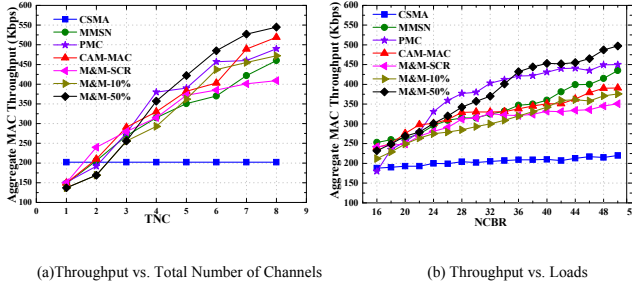 Aggregate MAC Throughput (Kbps)
600
550
500
450
400
350
300
250
200
150
100
CSMA
MMSN
PMC
CAM-MAC
M&M-SCR
M&M-10%
M&M-50%
0 1 2 3 4 5 6 7 8 9
TNC
(a)Throughput vs. Total Number of Channels
Aggregate MAC Throughput (Kbps)
600
550
500
450
400
350
300
250
200
150
100
CSMA
MMSN
PMC
CAM-MAC
M&M-SCR
M&M-10%
M&M-50%
16 20 24 28 32 36 40 44 48
NCBR
(b) Throughput vs. Loads